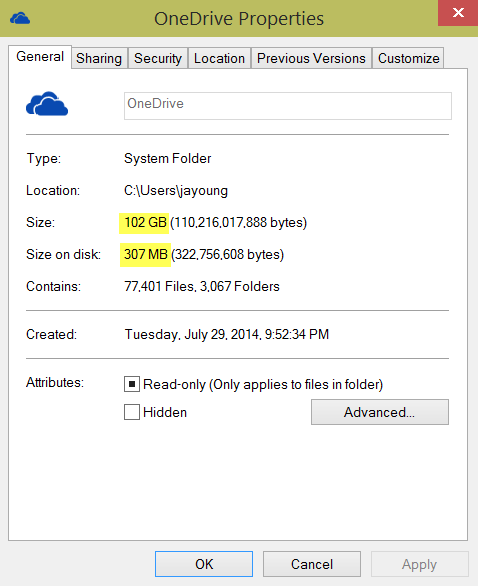 OneDrive Properties
General Sharing Security Location Previous Versions Customize
OneDrive
Type: System Folder
Location: C:\Users\jayoung
Size: 102 GB (110,216,017,888 bytes)
Size on disk: 307 MB (322,756,608 bytes)
Contains: 77,401 Files, 3,067 Folders
Created: Tuesday, July 29, 2014, 9:52:34 PM
Attributes: Read-only (Only applies to files in folder)
Hidden Advanced...
OK Cancel Apply